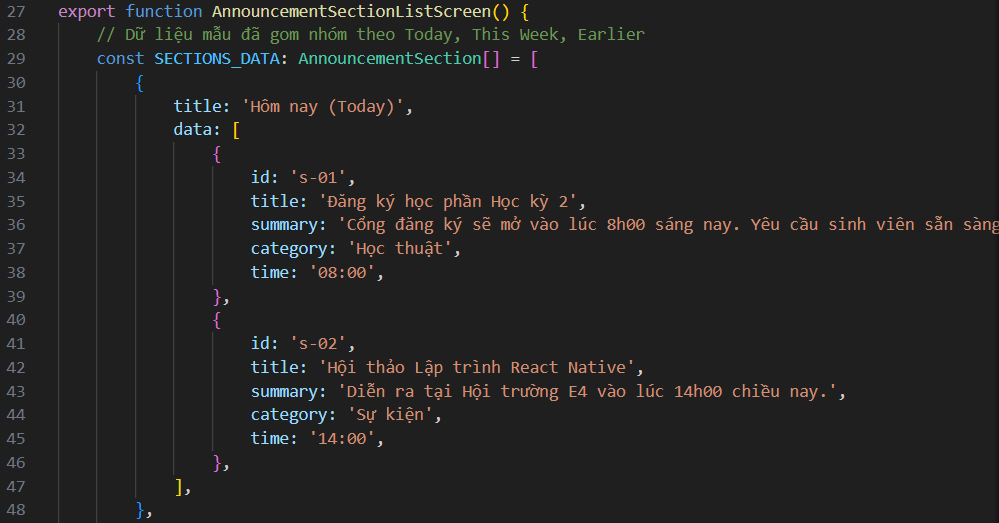 27 export function AnnouncementSectionListScreen() {
28 // Dữ liệu mẫu đã gom nhóm theo Today, This Week, Earlier
29 const SECTIONS_DATA: AnnouncementSection[] = [
30 {
31 title: 'Hôm nay (Today)',
32 data: [
33 {
34 id: 's-01',
35 title: 'Đăng ký học phần Học kỳ 2',
36 summary: 'Cổng đăng ký sẽ mở vào lúc 8h00 sáng nay. Yêu cầu sinh viên sẵn sàng
37 category: 'Học thuật',
38 time: '08:00',
39 },
40 {
41 id: 's-02',
42 title: 'Hội thảo Lập trình React Native',
43 summary: 'Diễn ra tại Hội trường E4 vào lúc 14h00 chiều nay.',
44 category: 'Sự kiện',
45 time: '14:00',
46 },
47 ],
48 },